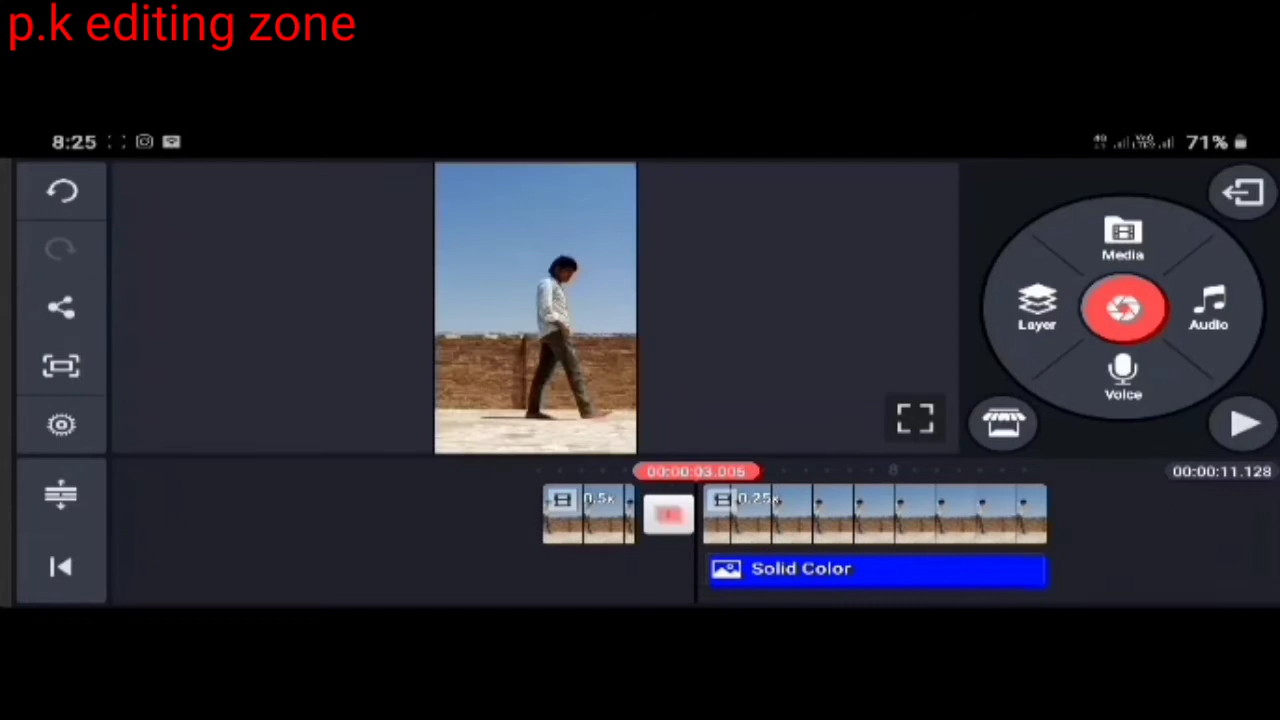 p.k editing zone
8:25
71%
Media
Layer
Audio
Voice
00:00:03.005
8
00:00:11.128
0.5x
0.25x
Solid Color